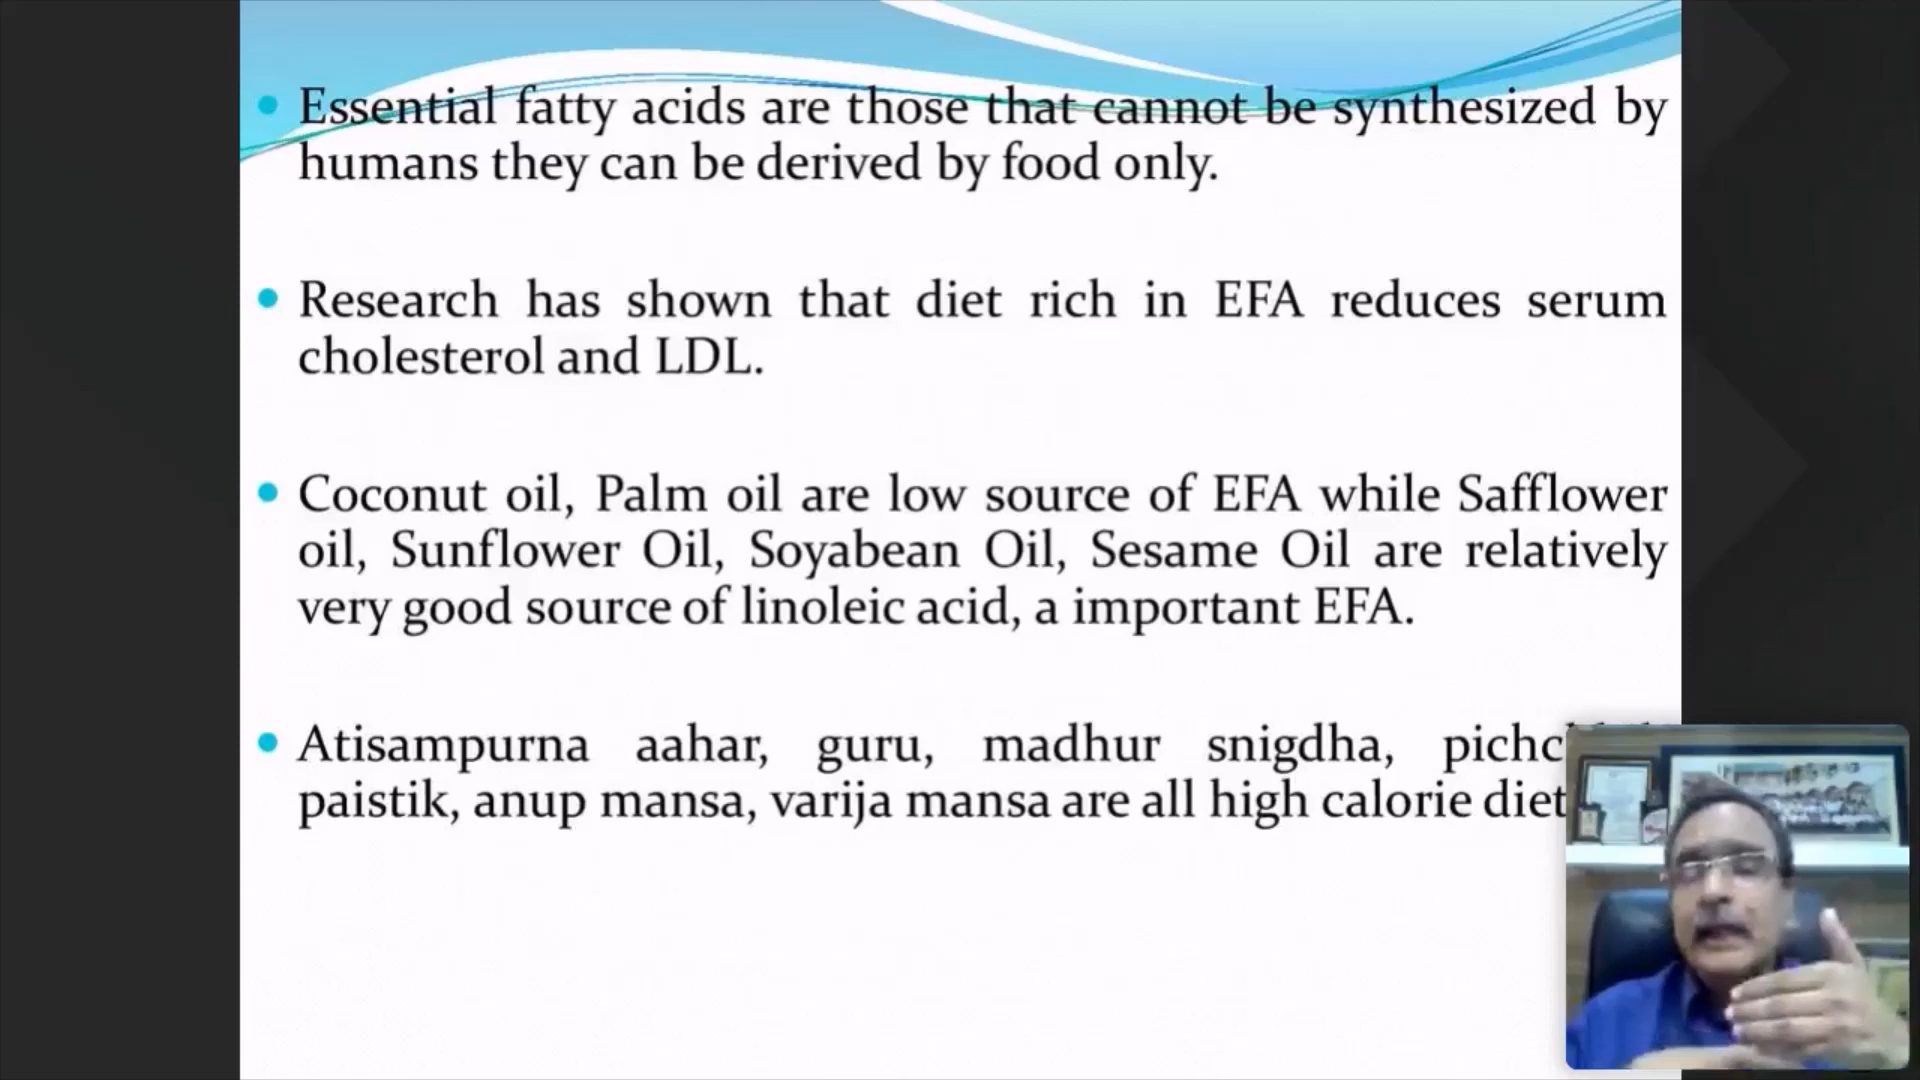 Essential fatty acids are those that cannot be synthesized by
humans they can be derived by food only.
Research has shown that diet rich in EFA reduces serum
cholesterol and LDL.
Coconut oil, Palm oil are low source of EFA while Safflower
oil, Sunflower Oil, Soyabean Oil, Sesame Oil are relatively
very good source of linoleic acid, a important EFA.
Atisampurna aahar, guru, madhur snigdha,
paistik, anup mansa, varija mansa are all high calorie diet